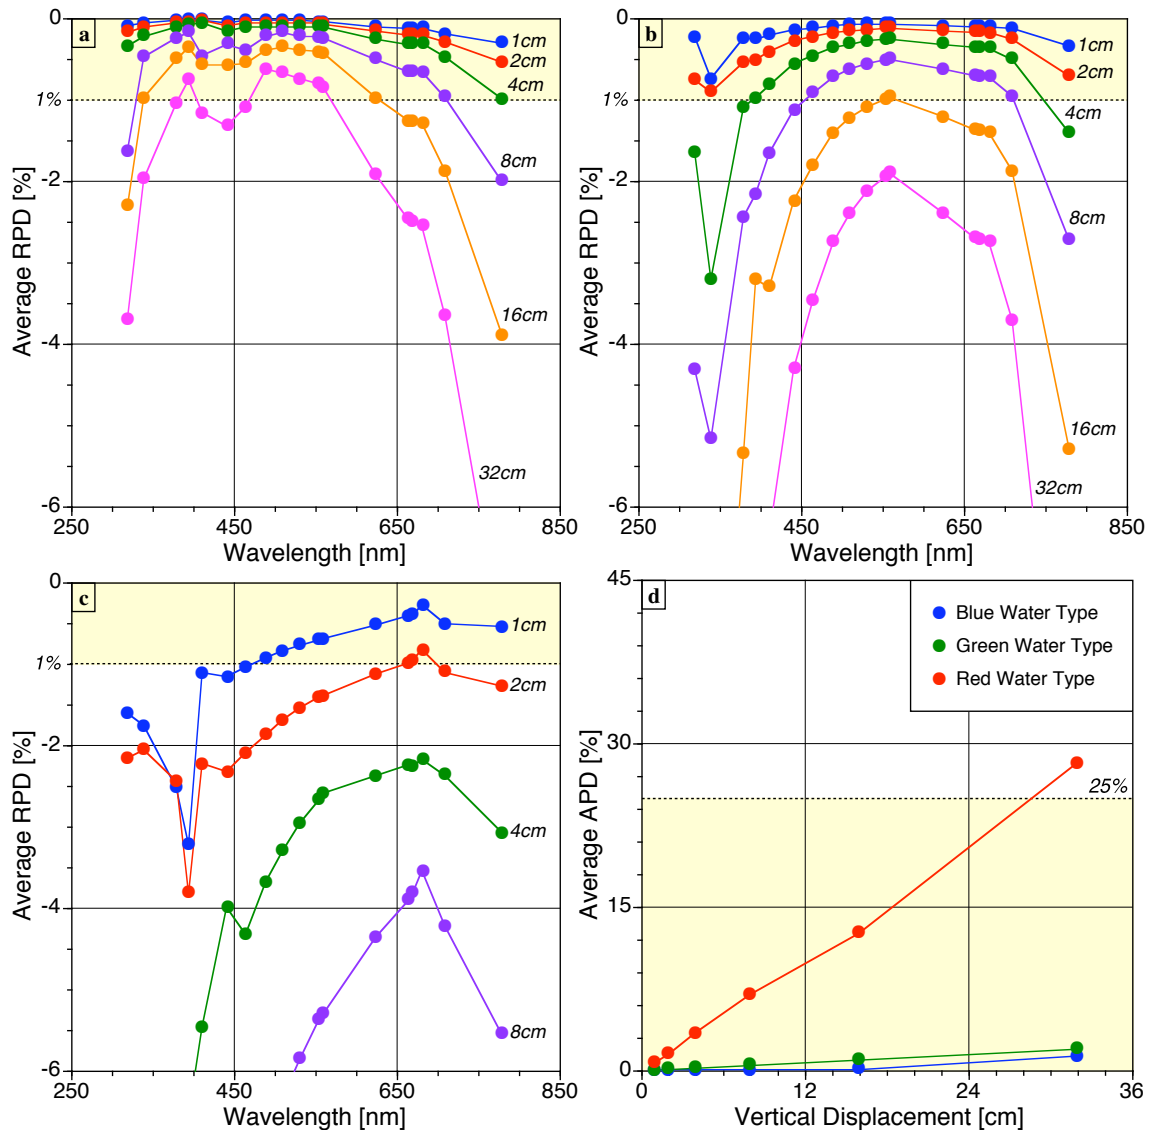 a
0
1%
-2
-4
-6
Average RPD [%]
1cm
2cm
4cm
8cm
16cm
32cm
250
450
650
850
Wavelength [nm]
b
0
1%
-2
-4
-6
Average RPD [%]
1cm
2cm
4cm
8cm
16cm
32cm
250
450
650
850
Wavelength [nm]
c
0
1%
-2
-4
-6
Average RPD [%]
1cm
2cm
4cm
8cm
250
450
650
850
Wavelength [nm]
d
45
30
15
0
Average APD [%]
Blue Water Type
Green Water Type
Red Water Type
25%
0
12
24
36
Vertical Displacement [cm]